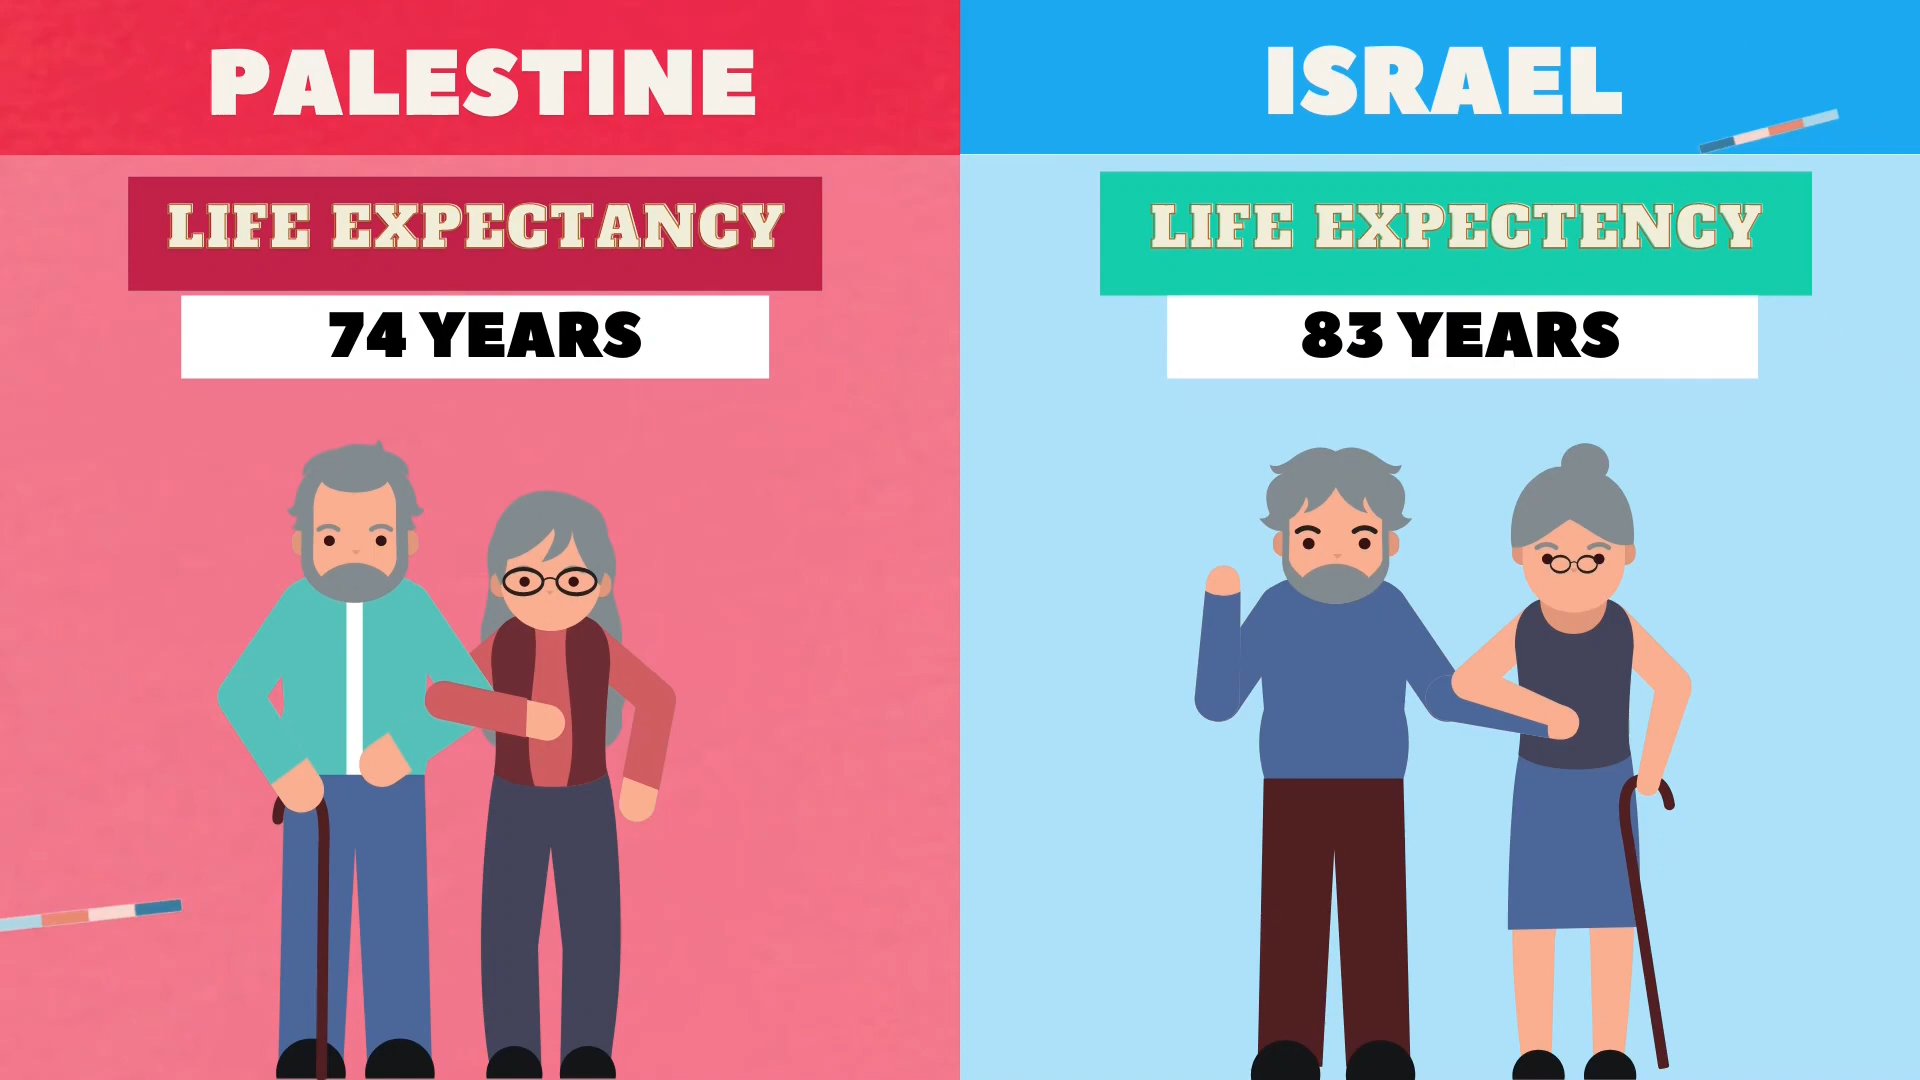 PALESTINE
LIFE EXPECTANCY
74 YEARS
ISRAEL
LIFE EXPECTENCY
83 YEARS